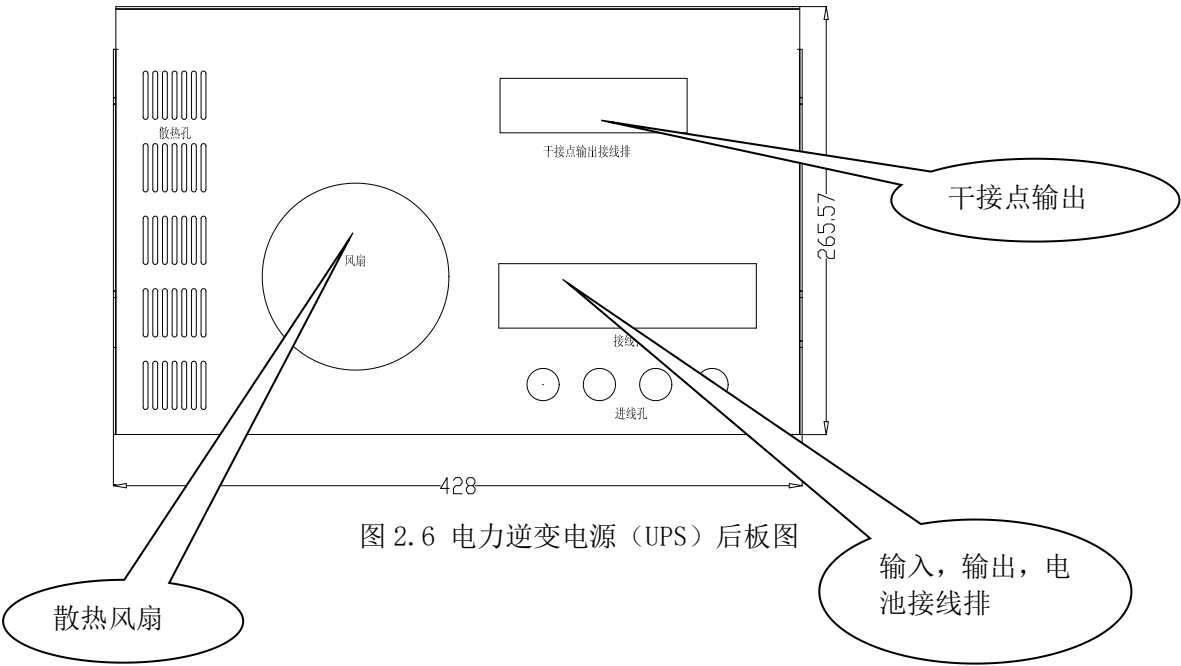 散热孔
干接点输出接线排
干接点输出
265.57
风扇
接线
进线孔
428
图 2.6 电力逆变电源（UPS）后板图
输入，输出，电
池接线排
散热风扇